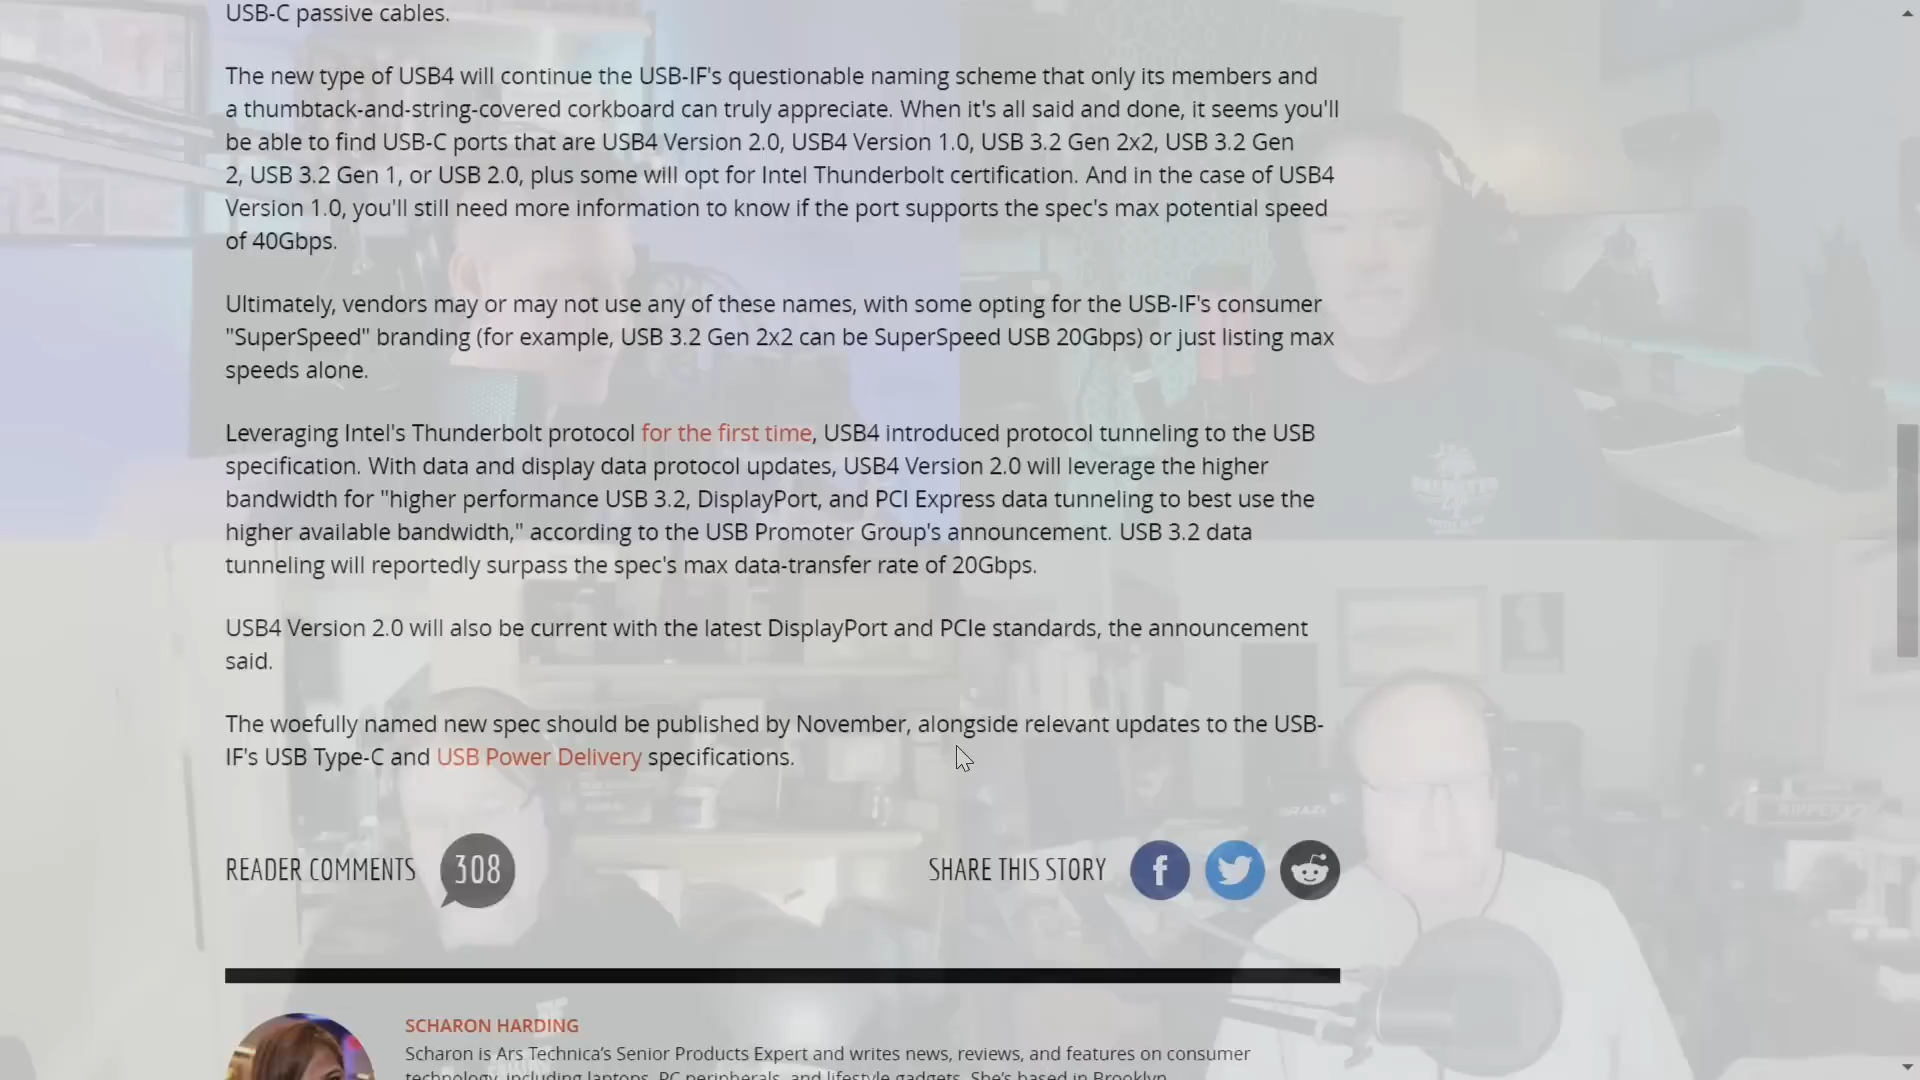 USB-C passive cables.
The new type of USB4 will continue the USB-IF's questionable naming scheme that only its members and
a thumbtack-and-string-covered corkboard can truly appreciate. When it's all said and done, it seems you'll
be able to find USB-C ports that are USB4 Version 2.0, USB4 Version 1.0, USB 3.2 Gen 2x2, USB 3.2 Gen
2, USB 3.2 Gen 1, or USB 2.0, plus some will opt for Intel Thunderbolt certification. And in the case of USB4
Version 1.0, you'll still need more information to know if the port supports the spec's max potential speed
of 40Gbps.
Ultimately, vendors may or may not use any of these names, with some opting for the USB-IF's consumer
"SuperSpeed" branding (for example, USB 3.2 Gen 2x2 can be SuperSpeed USB 20Gbps) or just listing max
speeds alone.
Leveraging Intel's Thunderbolt protocol for the first time, USB4 introduced protocol tunneling to the USB
specification. With data and display data protocol updates, USB4 Version 2.0 will leverage the higher
bandwidth for "higher performance USB 3.2, DisplayPort, and PCI Express data tunneling to best use the
higher available bandwidth," according to the USB Promoter Group's announcement. USB 3.2 data
tunneling will reportedly surpass the spec's max data-transfer rate of 20Gbps.
USB4 Version 2.0 will also be current with the latest DisplayPort and PCIe standards, the announcement
said.
The woefully named new spec should be published by November, alongside relevant updates to the USB-
IF's USB Type-C and USB Power Delivery specifications.
READER COMMENTS 308 SHARE THIS STORY
SCHARON HARDING
Scharon is Ars Technica's Senior Products Expert and writes news, reviews, and features on consumer
technology, including laptops, PC peripherals, and lifestyle gadgets. She's based in Brooklyn.